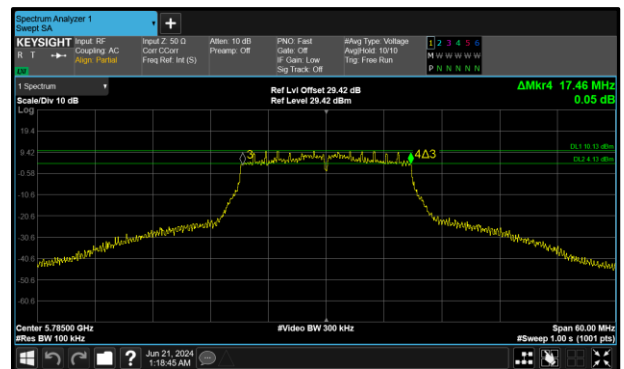 Spectrum Analyzer 1
Swept SA
+
KEYSIGHT Input: RF Input Z: 50 Ω Atten: 10 dB PNO: Fast #Avg Type: Voltage 1 2 3 4 5 6
R T Coupling: AC Corr CCorr Preamp: Off Gate: Off Avg|Hold: 10/10 M W W W W W
Align: Partial Freq Ref: Int (S) IF Gain: Low Trig: Free Run
Sig Track: Off P N N N N N
LXI
1 Spectrum Ref Lvl Offset 29.42 dB ΔMkr4 17.46 MHz
Scale/Div 10 dB Ref Level 29.42 dBm 0.05 dB
Log
19.4
DL1 10.13 dBm
9.42 3 4Δ3
DL2 4.13 dBm
-0.58
-10.6
-20.6
-30.6
-40.6
-50.6
-60.6
Center 5.78500 GHz #Video BW 300 kHz Span 60.00 MHz
#Res BW 100 kHz #Sweep 1.00 s (1001 pts)
? Jun 21, 2024
1:18:45 AM